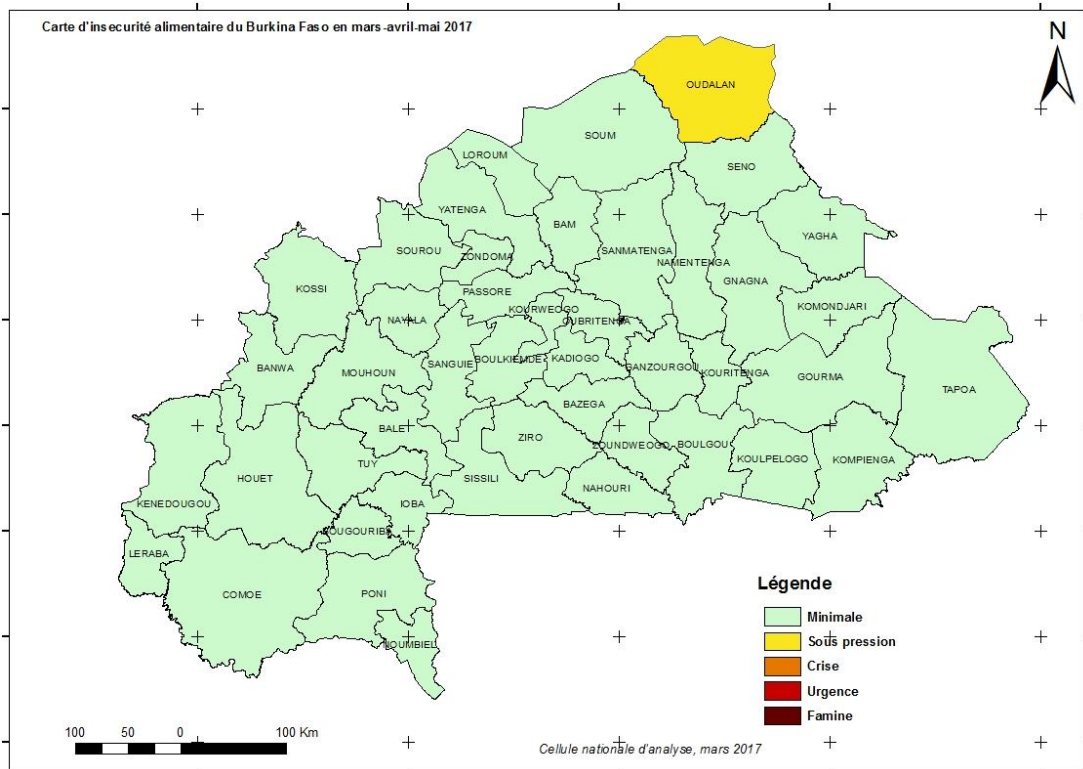 Carte d'insecurité alimentaire du Burkina Faso en mars-avril-mai 2017
N
OUDALAN
SOUM
LOROUM
SENO
YATENGA
BAM
YAGHA
SOUROU
SANMATENGA
ZONDOMA
NAMENTENGA
GNAGNA
KOSSI
PASSORE
KOMONDJARI
KOURWEOGO
NAYALA
OUBRITENGA
BOULKIEMDE
KADIOGO
SANGUIE
BANWA
MOUHOUN
GANZOURGOU
KOURITENGA
GOURMA
TAPOA
BAZEGA
BALE
ZIRO
ZOUNDWEOGO
BOULGOU
KOULPELOGO
KOMPIENGA
TUY
HOUET
SISSILI
NAHOURI
KENEDOUGOU
IOBA
BOUGOURIBA
LERABA
COMOE
PONI
NOUMBIEL
Légende
Minimale
Sous pression
Crise
Urgence
Famine
100 50 0 100 Km
Cellule nationale d'analyse, mars 2017